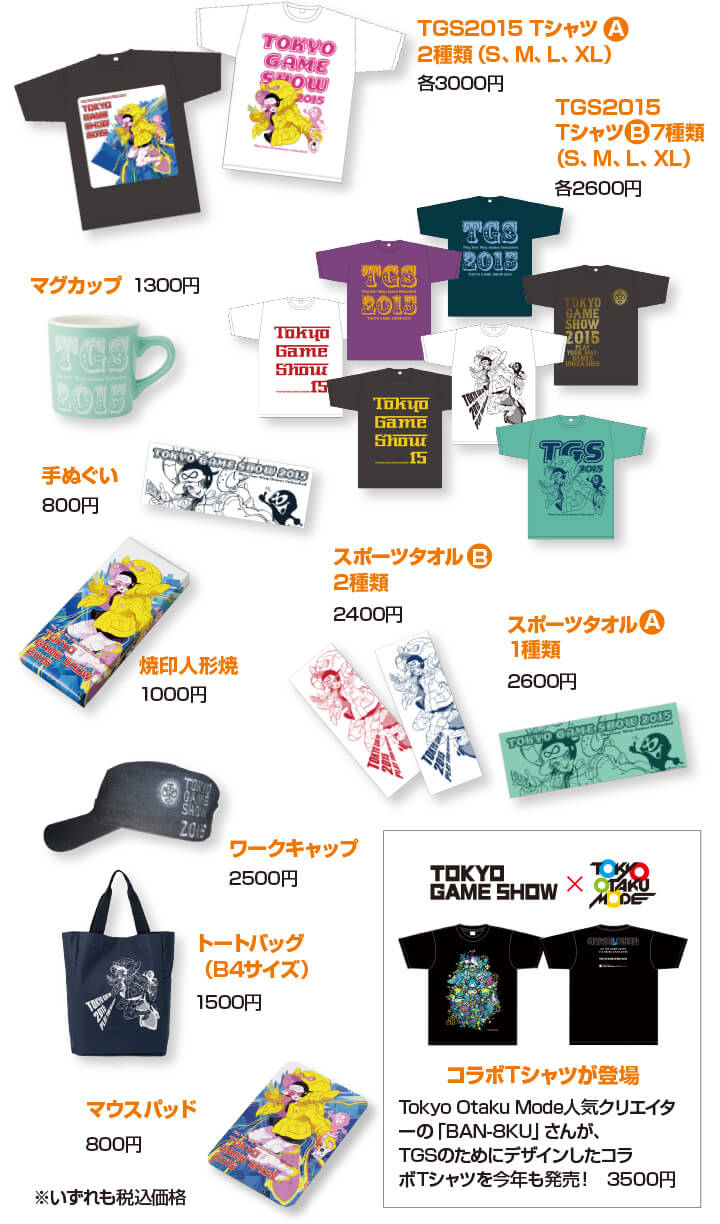 TOKYO
GAME
SHOW
2015
TOKYO
GAME
SHOW
2015
TGS2015 Tシャツ Ⓐ
2種類（S、M、L、XL）
各3000円
TGS2015
TシャツⒷ7種類
（S、M、L、XL）
各2600円
マグカップ 1300円
TGS
2015
TGS
2015
TGS
2015
TOKYO
GAME
SHOW
2015
PLAY
YOUR WAY:
GAMES
UNLEASHED
Tokyo
Game
Show
15
Tokyo
Game
Show
15
TGS
2015
手ぬぐい
800円
TOKYO GAME SHOW 2015
TOKYO
GAME SHOW
2015
焼印人形焼
1000円
スポーツタオル Ⓑ
2種類
2400円
スポーツタオル Ⓐ
1種類
2600円
TOKYO GAME SHOW 2015
TOKYO
GAME
SHOW
2015
ワークキャップ
2500円
トートバッグ
（B4サイズ）
1500円
マウスパッド
800円
TOKYO
GAME SHOW
2015
※いずれも税込価格
TOKYO
GAME SHOW
×
TOKYO
OTAKU
MODE
コラボTシャツが登場
Tokyo Otaku Mode人気クリエイタ
ーの「BAN-8KU」さんが、
TGSのためにデザインしたコラ
ボTシャツを今年も発売！ 3500円